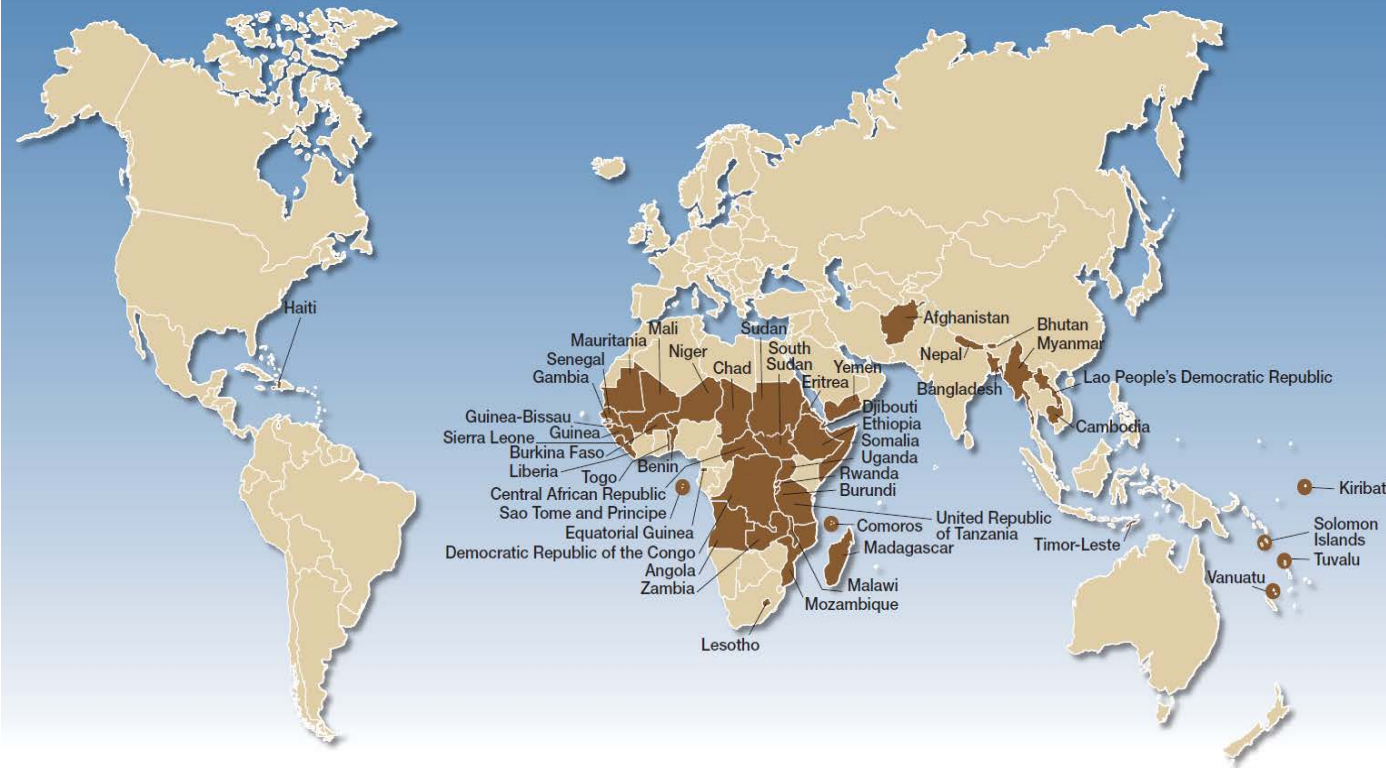 Haiti
Mali
Sudan
Mauritania
Niger
South
Sudan
Senegal
Chad
Yemen
Gambia
Eritrea
Guinea-Bissau
Djibouti
Guinea
Ethiopia
Sierra Leone
Somalia
Burkina Faso
Uganda
Liberia
Benin
Rwanda
Togo
Burundi
Central African Republic
Sao Tome and Principe
Comoros
United Republic
of Tanzania
Equatorial Guinea
Madagascar
Democratic Republic of the Congo
Angola
Malawi
Zambia
Mozambique
Lesotho
Afghanistan
Bhutan
Myanmar
Nepal
Bangladesh
Lao People's Democratic Republic
Cambodia
Timor-Leste
Kiribat
Solomon
Islands
Tuvalu
Vanuatu